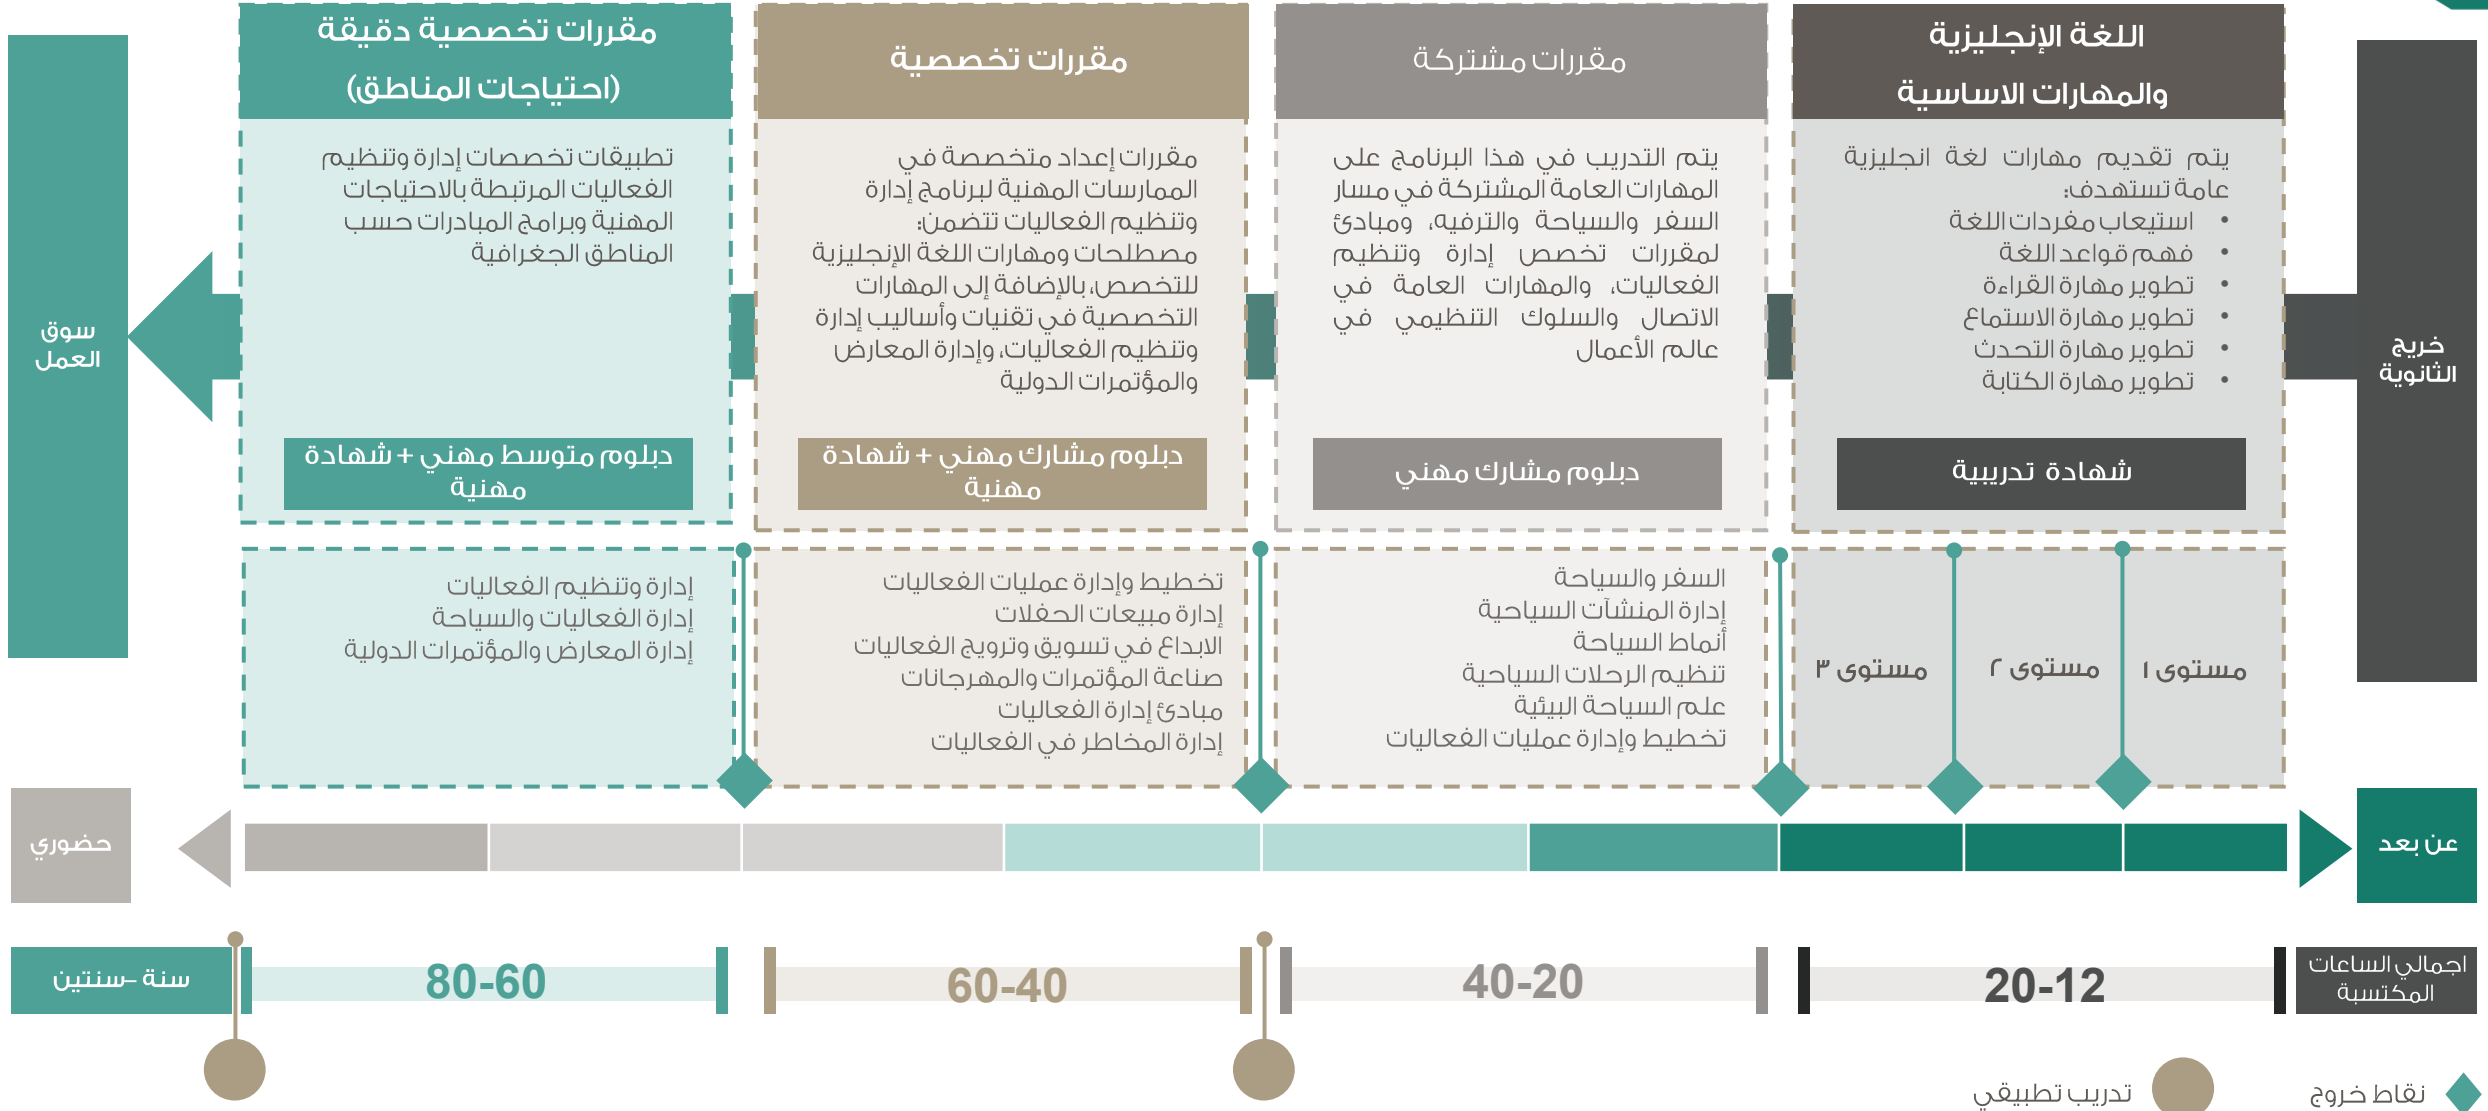 خريج
الثانوية
اللغة الإنجليزية
والمهارات الاساسية
يتم تقديم مهارات لغة انجليزية
عامة تستهدف:
• استيعاب مفردات اللغة
• فهم قواعد اللغة
• تطوير مهارة القراءة
• تطوير مهارة الاستماع
• تطوير مهارة التحدث
• تطوير مهارة الكتابة
شهادة تدريبية
مقررات مشتركة
يتم التدريب في هذا البرنامج على
المهارات العامة المشتركة في مسار
السفر والسياحة والترفيه، ومبادئ
لمقررات تخصص إدارة وتنظيم
الفعاليات، والمهارات العامة في
الاتصال والسلوك التنظيمي في
عالم الأعمال
دبلوم مشارك مهني
مقررات تخصصية
مقررات إعداد متخصصة في
الممارسات المهنية لبرنامج إدارة
وتنظيم الفعاليات تتضمن:
مصطلحات ومهارات اللغة الإنجليزية
للتخصص، بالإضافة إلى المهارات
التخصصية في تقنيات وأساليب إدارة
وتنظيم الفعاليات، وإدارة المعارض
والمؤتمرات الدولية
دبلوم مشارك مهني + شهادة
مهنية
مقررات تخصصية دقيقة
(احتياجات المناطق)
تطبيقات تخصصات إدارة وتنظيم
الفعاليات المرتبطة بالاحتياجات
المهنية وبرامج المبادرات حسب
المناطق الجغرافية
دبلوم متوسط مهني + شهادة
مهنية
سوق
العمل
مستوى ١
مستوى ٢
مستوى ٣
السفر والسياحة
إدارة المنشآت السياحية
أنماط السياحة
تنظيم الرحلات السياحية
علم السياحة البيئية
تخطيط وإدارة عمليات الفعاليات
تخطيط وإدارة عمليات الفعاليات
إدارة مبيعات الحفلات
الابداع في تسويق وترويج الفعاليات
صناعة المؤتمرات والمهرجانات
مبادئ إدارة الفعاليات
إدارة المخاطر في الفعاليات
إدارة وتنظيم الفعاليات
إدارة الفعاليات والسياحة
إدارة المعارض والمؤتمرات الدولية
عن بعد
حضوري
اجمالي الساعات
المكتسبة
20-12
40-20
60-40
80-60
سنة -سنتين
نقاط خروج
تدريب تطبيقي